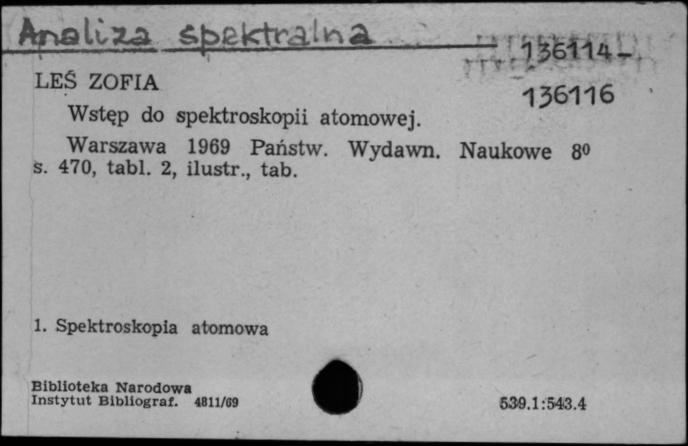 Analiza spektralna
136114-
136116
LEŚ ZOFIA
Wstęp do spektroskopii atomowej.
Warszawa 1969 Państw. Wydawn. Naukowe 8⁰
s. 470, tabl. 2, ilustr., tab.
1. Spektroskopia atomowa
Biblioteka Narodowa
Instytut Bibliograf. 4811/69
539.1:543.4